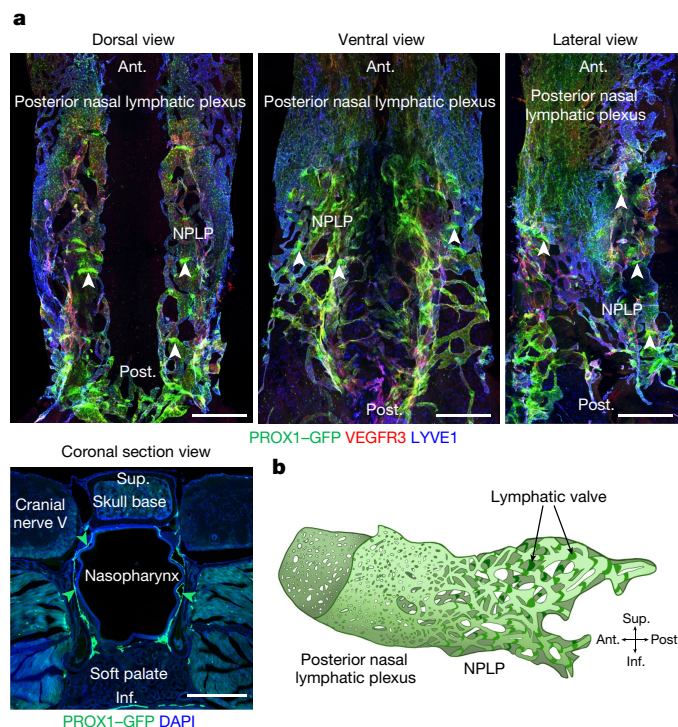 a
Dorsal view
Ventral view
Lateral view
Ant.
Posterior nasal lymphatic plexus
NPLP
Post.
Ant.
Posterior nasal lymphatic plexus
NPLP
Post.
Ant.
Posterior nasal
lymphatic plexus
NPLP
Post.
PROX1–GFP VEGFR3 LYVE1
Coronal section view
Sup.
Skull base
Cranial
nerve V
Nasopharynx
Soft palate
Inf.
PROX1–GFP DAPI
b
Lymphatic valve
Posterior nasal
lymphatic plexus
NPLP
Sup.
Ant.
Post
Inf.